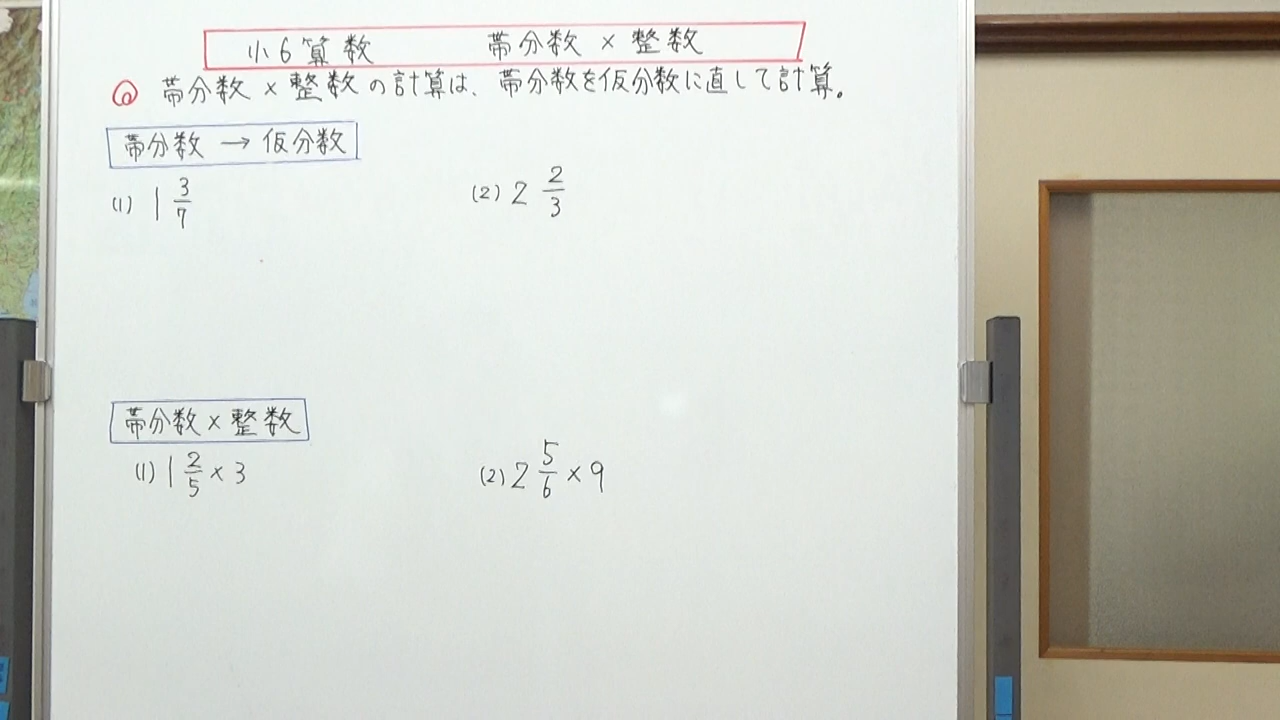 小6算数 帯分数×整数
◎ 帯分数×整数の計算は、帯分数を仮分数に直して計算。
帯分数 → 仮分数
(1) 1 3/7 (2) 2 2/3
帯分数×整数
(1) 1 2/5 × 3 (2) 2 5/6 × 9